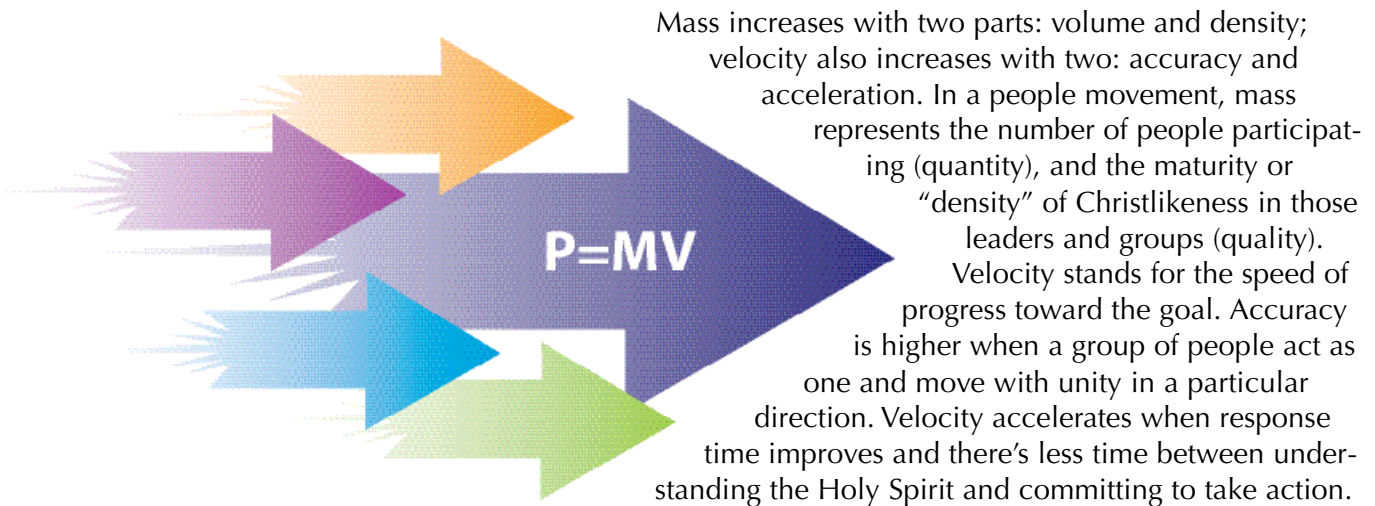 Mass increases with two parts: volume and density;
velocity also increases with two: accuracy and
acceleration. In a people movement, mass
represents the number of people participat-
ing (quantity), and the maturity or
“density” of Christlikeness in those
leaders and groups (quality).
Velocity stands for the speed of
progress toward the goal. Accuracy
is higher when a group of people act as
one and move with unity in a particular
direction. Velocity accelerates when response
time improves and there’s less time between under-
standing the Holy Spirit and committing to take action.
P=MV